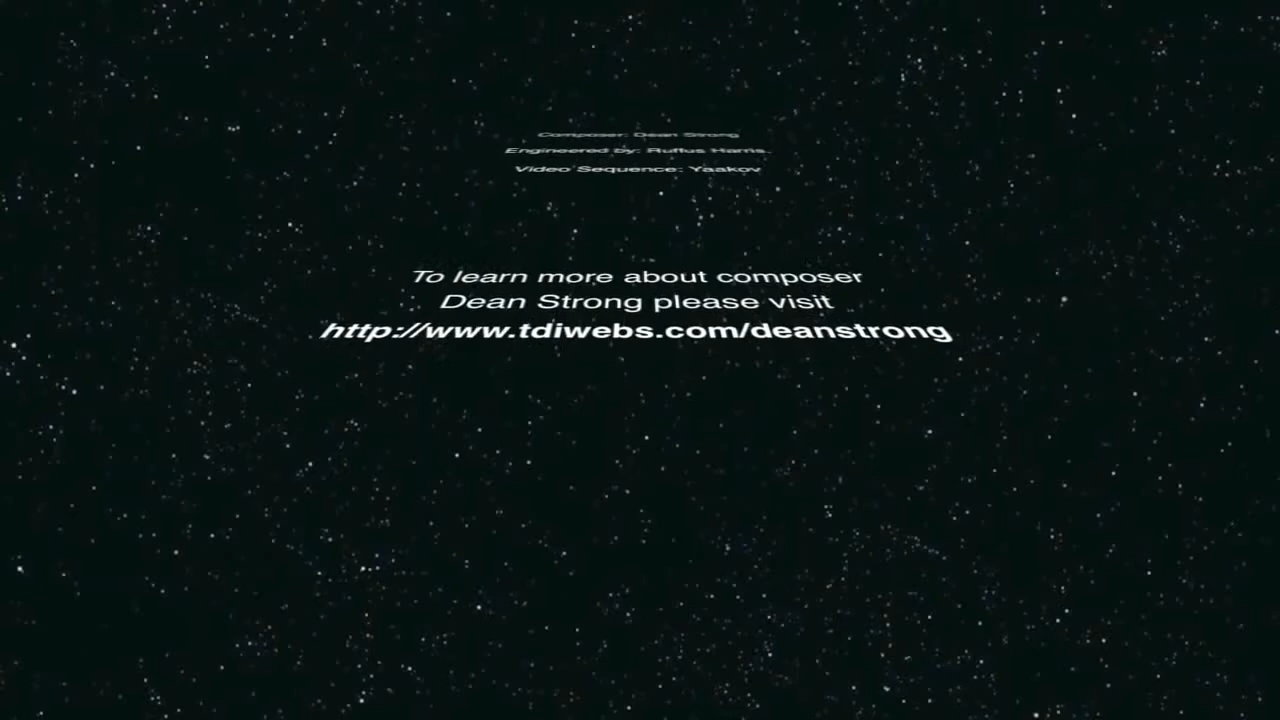 Composer: Dean Strong
Engineered by: Ruffus Harris
Video Sequence: Yaakov
To learn more about composer
Dean Strong please visit
http://www.tdiwebs.com/deanstrong